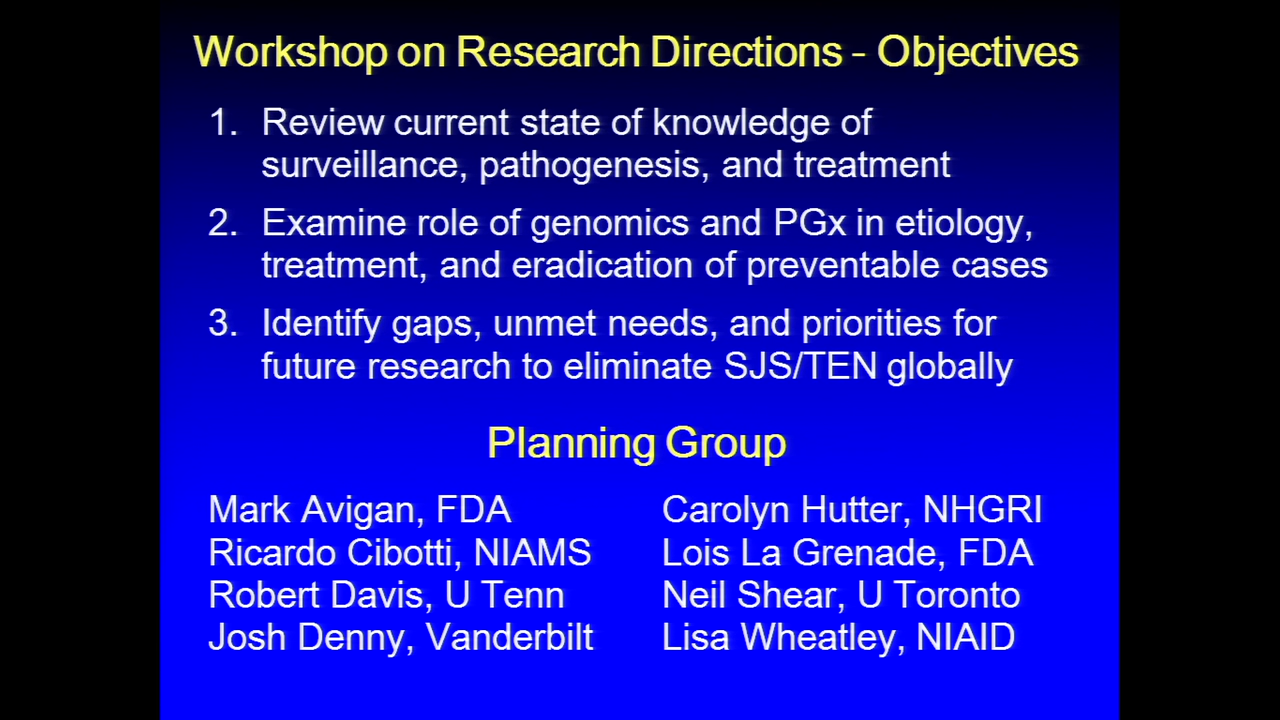 Workshop on Research Directions - Objectives
1. Review current state of knowledge of
surveillance, pathogenesis, and treatment
2. Examine role of genomics and PGx in etiology,
treatment, and eradication of preventable cases
3. Identify gaps, unmet needs, and priorities for
future research to eliminate SJS/TEN globally
Planning Group
Mark Avigan, FDA
Ricardo Cibotti, NIAMS
Robert Davis, U Tenn
Josh Denny, Vanderbilt
Carolyn Hutter, NHGRI
Lois La Grenade, FDA
Neil Shear, U Toronto
Lisa Wheatley, NIAID